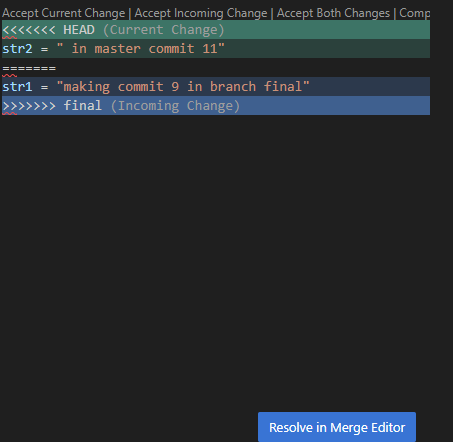 Accept Current Change | Accept Incoming Change | Accept Both Changes | Comp
<<<<<<< HEAD (Current Change)
str2 = " in master commit 11"
=======
str1 = "making commit 9 in branch final"
>>>>>>> final (Incoming Change)
Resolve in Merge Editor